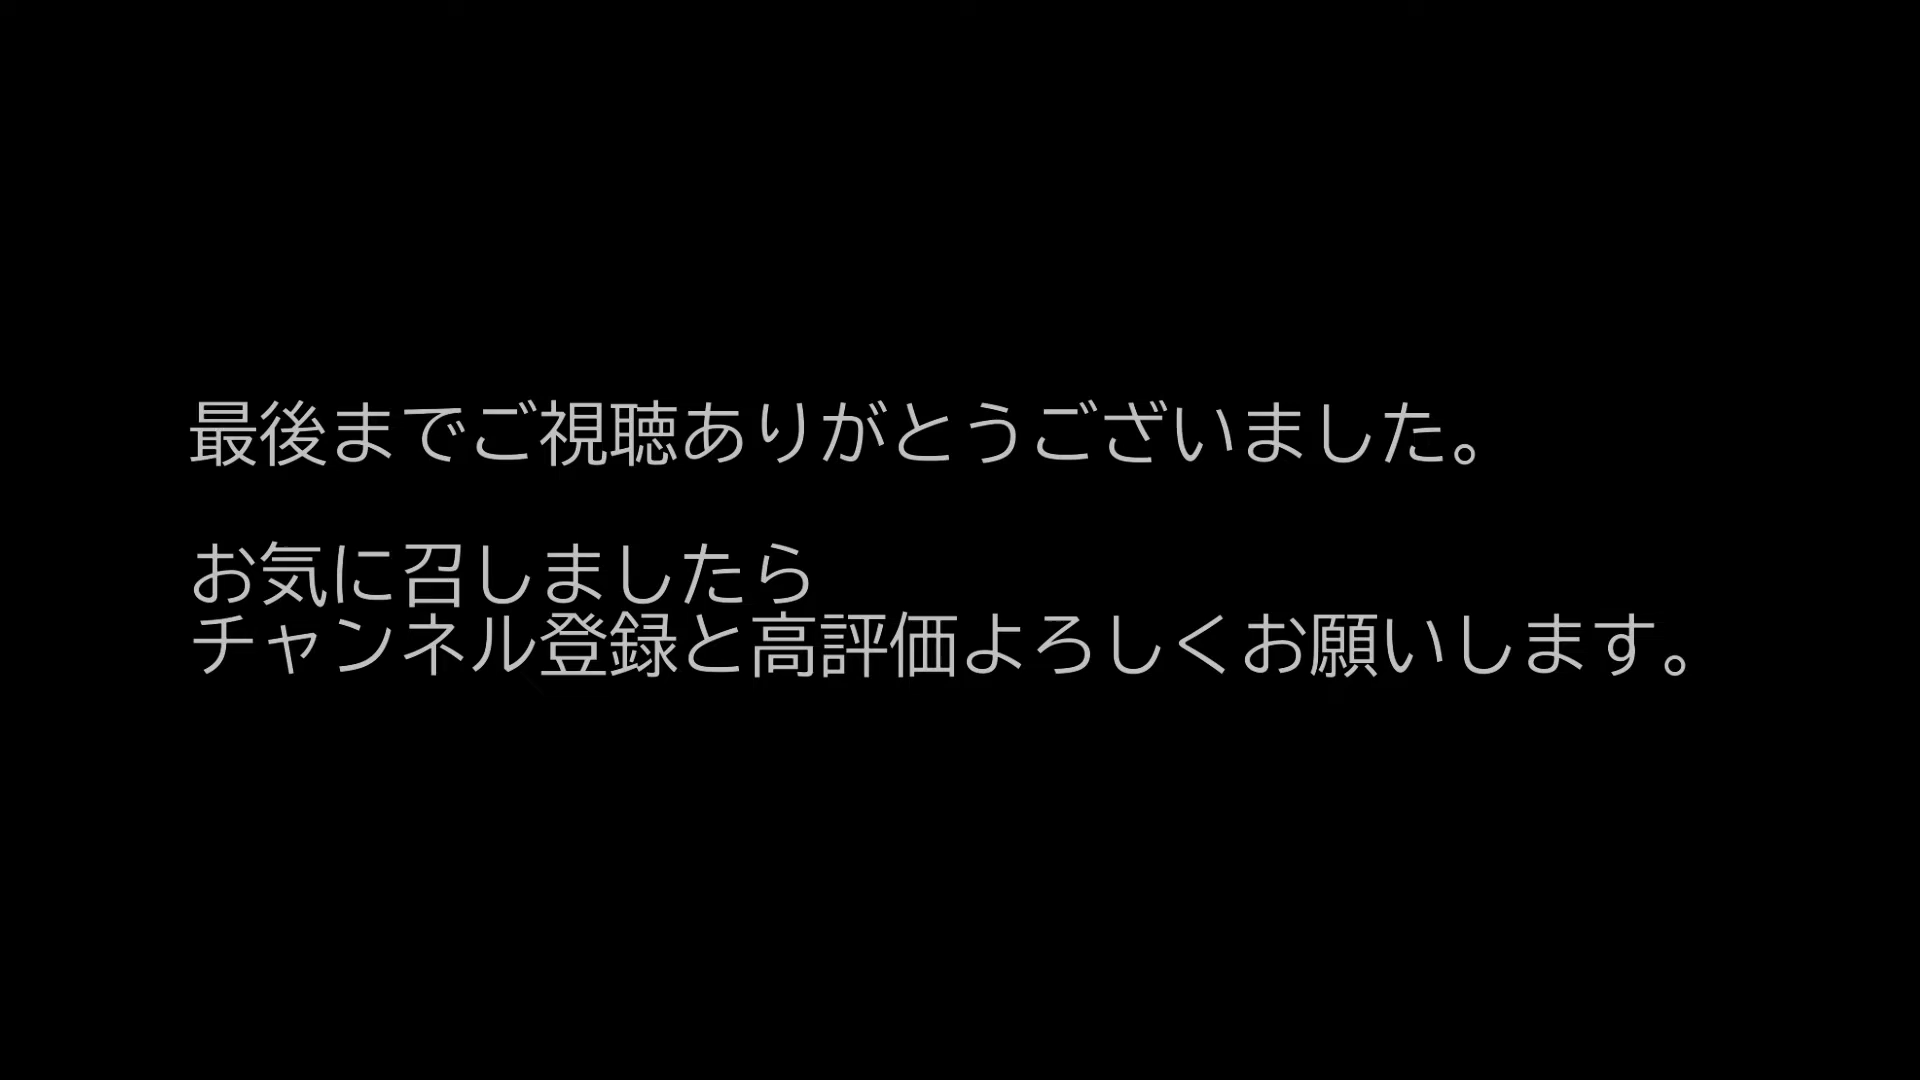 最後までご視聴ありがとうございました。
お気に召しましたら
チャンネル登録と高評価よろしくお願いします。